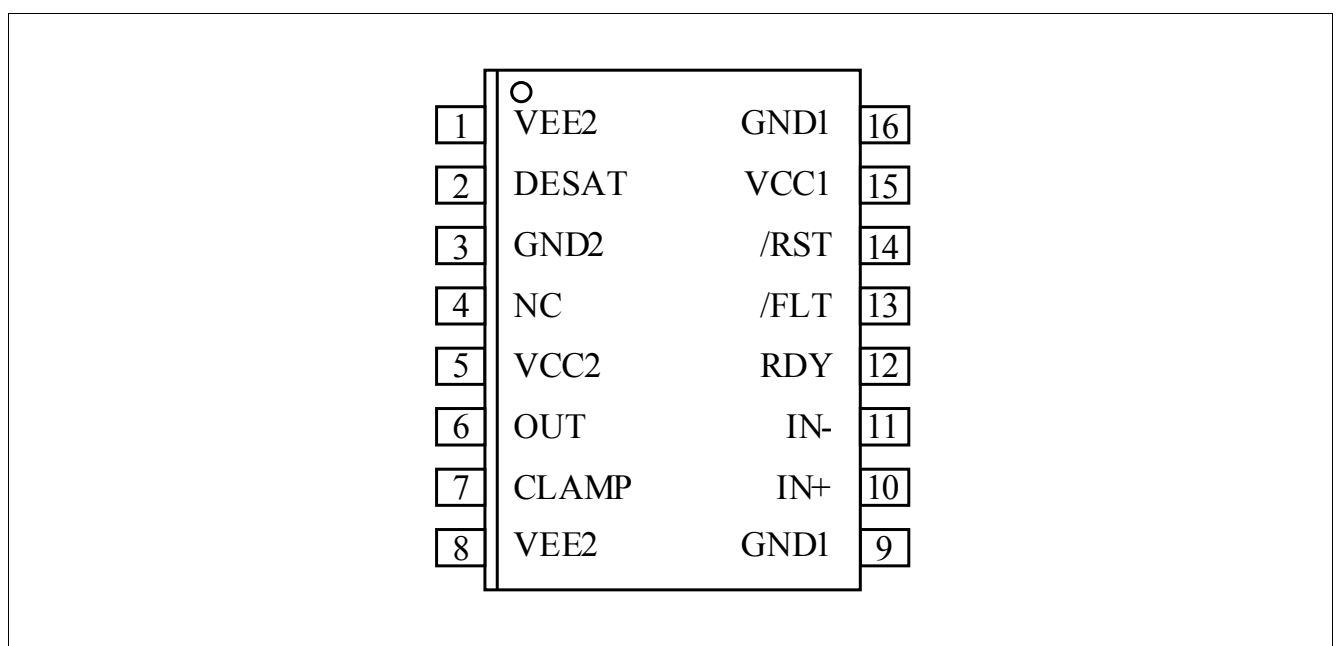 1 VEE2 GND1 16
2 DESAT VCC1 15
3 GND2 /RST 14
4 NC /FLT 13
5 VCC2 RDY 12
6 OUT IN- 11
7 CLAMP IN+ 10
8 VEE2 GND1 9